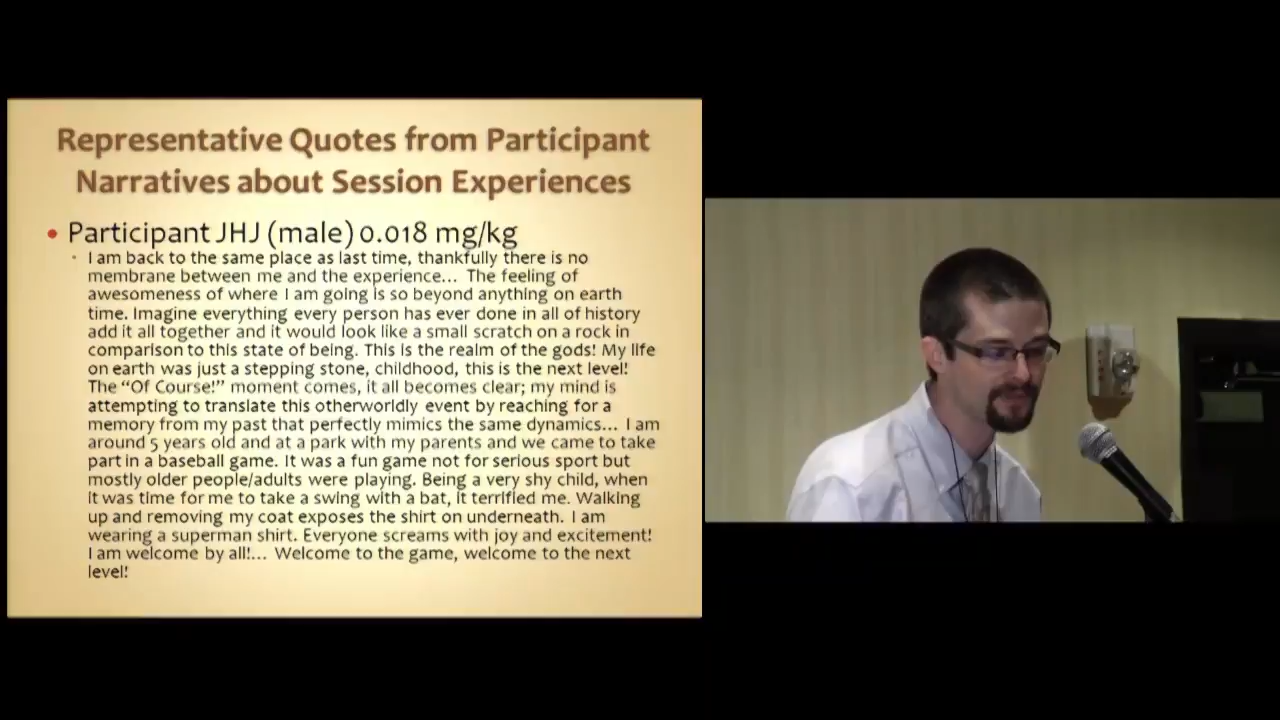 Representative Quotes from Participant
Narratives about Session Experiences
• Participant JHJ (male) 0.018 mg/kg
• I am back to the same place as last time, thankfully there is no
membrane between me and the experience... The feeling of
awesomeness of where I am going is so beyond anything on earth
time. Imagine everything every person has ever done in all of history
add it all together and it would look like a small scratch on a rock in
comparison to this state of being. This is the realm of the gods! My life
on earth was just a stepping stone, childhood, this is the next level!
The “Of Course!” moment comes, it all becomes clear; my mind is
attempting to translate this otherworldly event by reaching for a
memory from my past that perfectly mimics the same dynamics... I am
around 5 years old and at a park with my parents and we came to take
part in a baseball game. It was a fun game not for serious sport but
mostly older people/adults were playing. Being a very shy child, when
it was time for me to take a swing with a bat, it terrified me. Walking
up and removing my coat exposes the shirt on underneath. I am
wearing a superman shirt. Everyone screams with joy and excitement!
I am welcome by all!... Welcome to the game, welcome to the next
level!